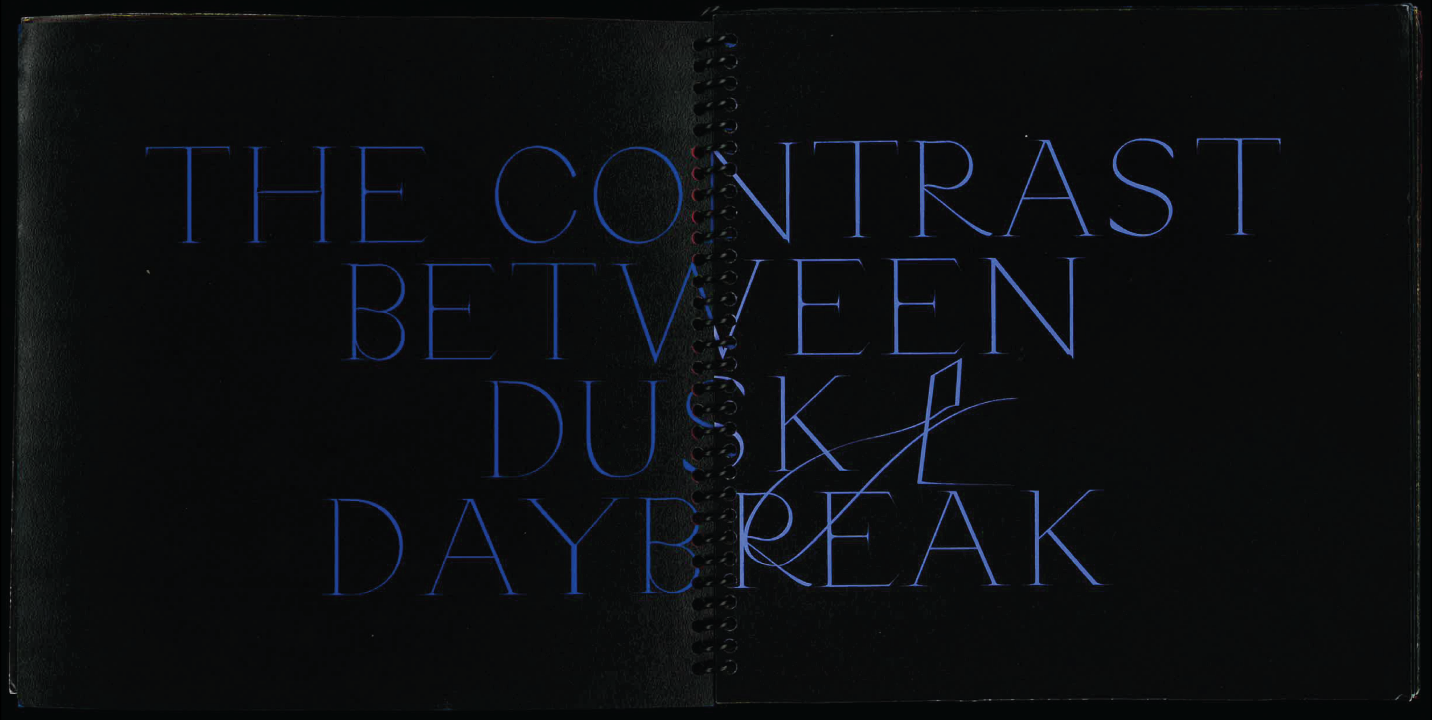 THE CONTRAST
BETWEEN
DUSK &
DAYBREAK